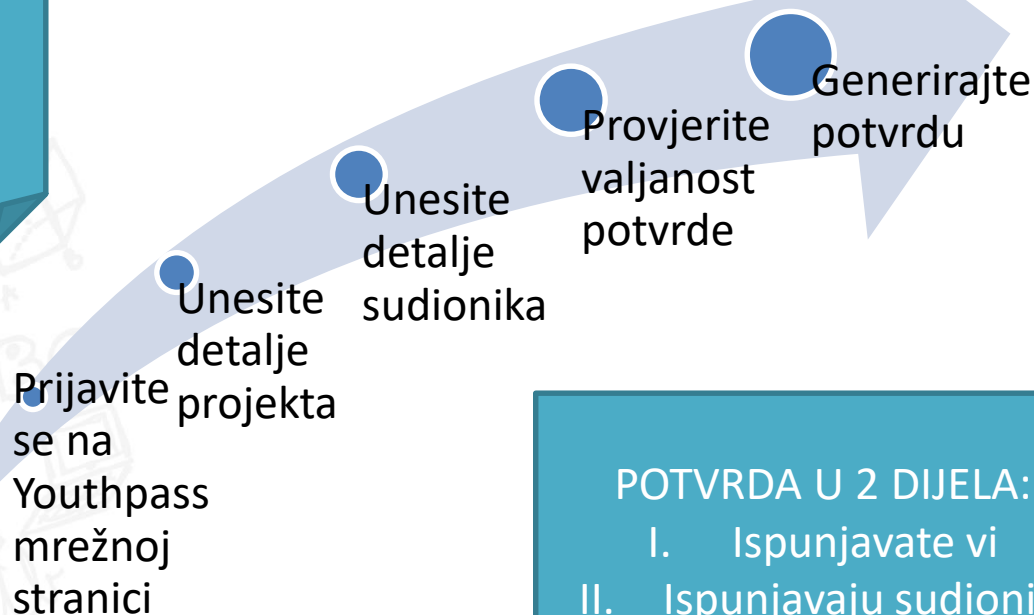 Prijavite
se na
Youthpass
mrežnoj
stranici
Unesite
detalje
projekta
Unesite
detalje
sudionika
Provjerite
valjanost
potvrde
Generirajte
potvrdu
POTVRDA U 2 DIJELA:
I. Ispunjavate vi
II. Ispunjavaju